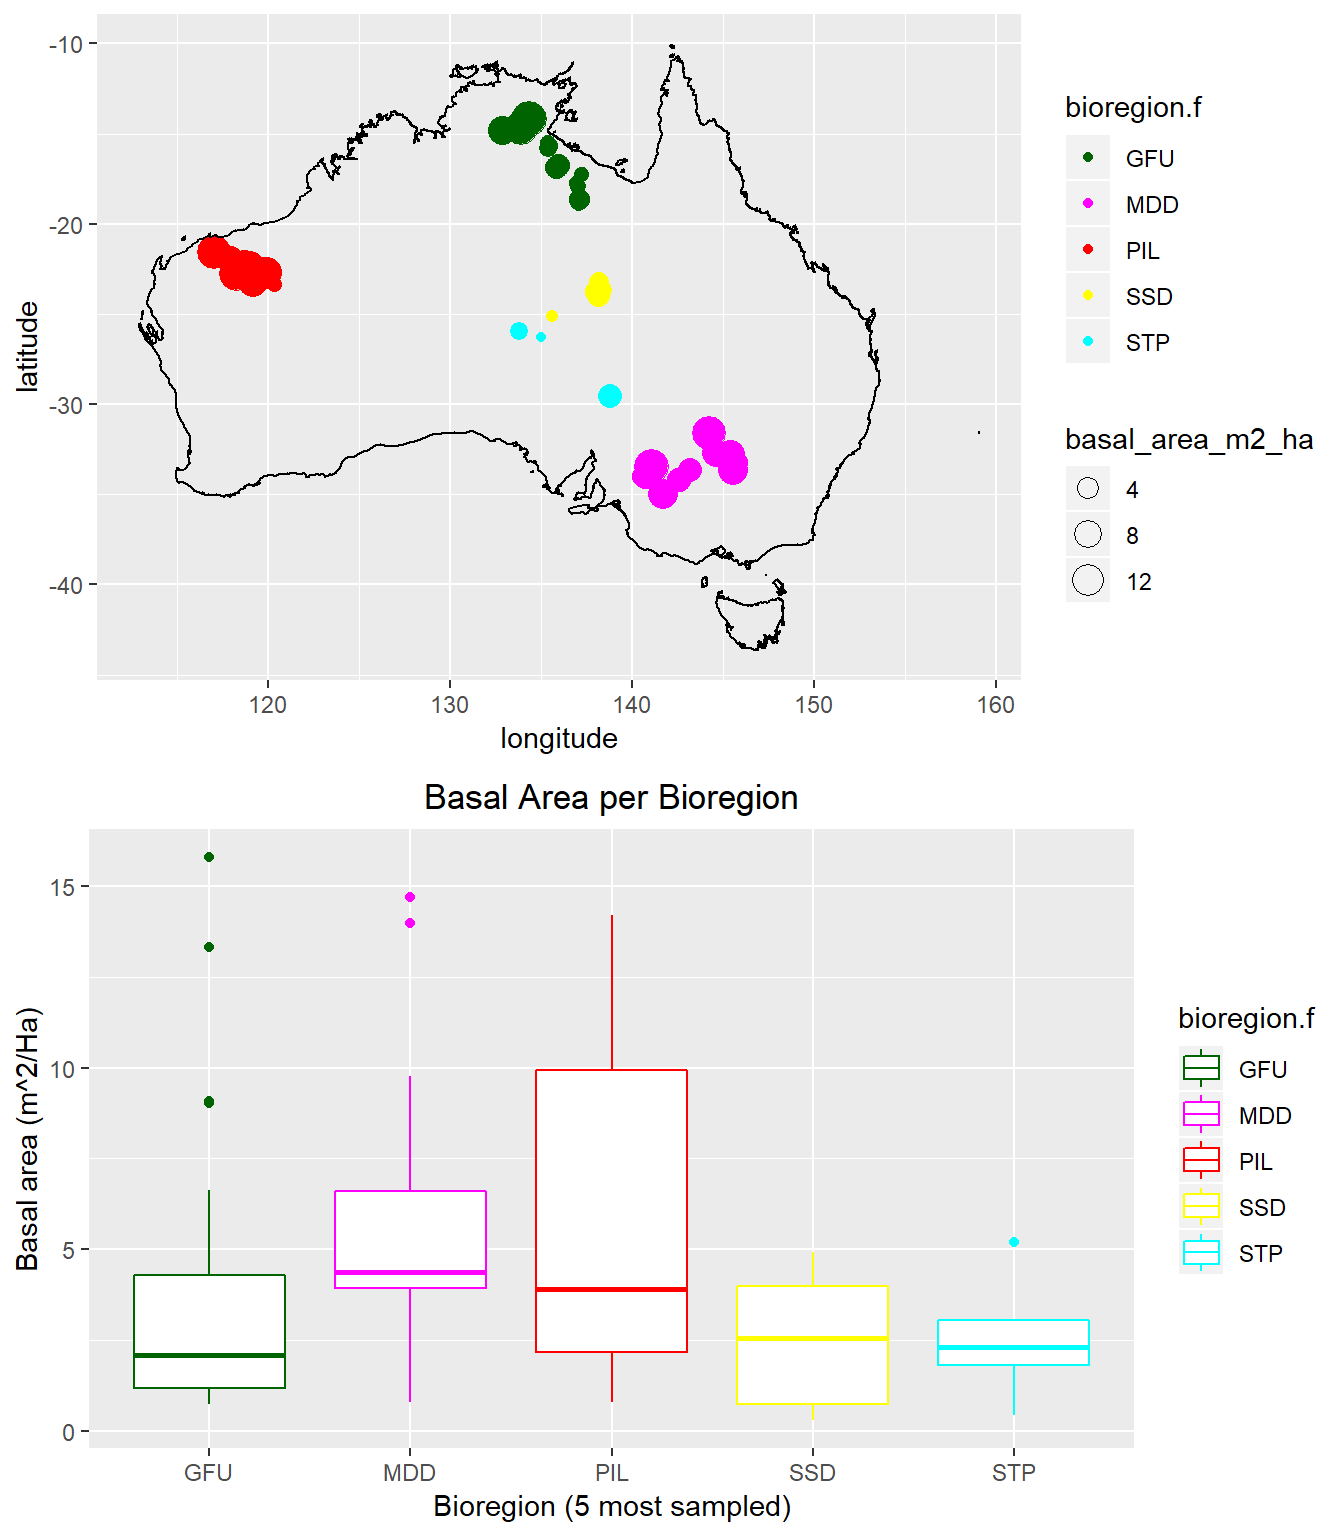 -10
-20
-30
-40
latitude
120
130
140
150
160
longitude
bioregion.f
GFU
MDD
PIL
SSD
STP
basal_area_m2_ha
4
8
12
Basal Area per Bioregion
15
10
5
0
Basal area (m^2/Ha)
GFU
MDD
PIL
SSD
STP
Bioregion (5 most sampled)
bioregion.f
GFU
MDD
PIL
SSD
STP